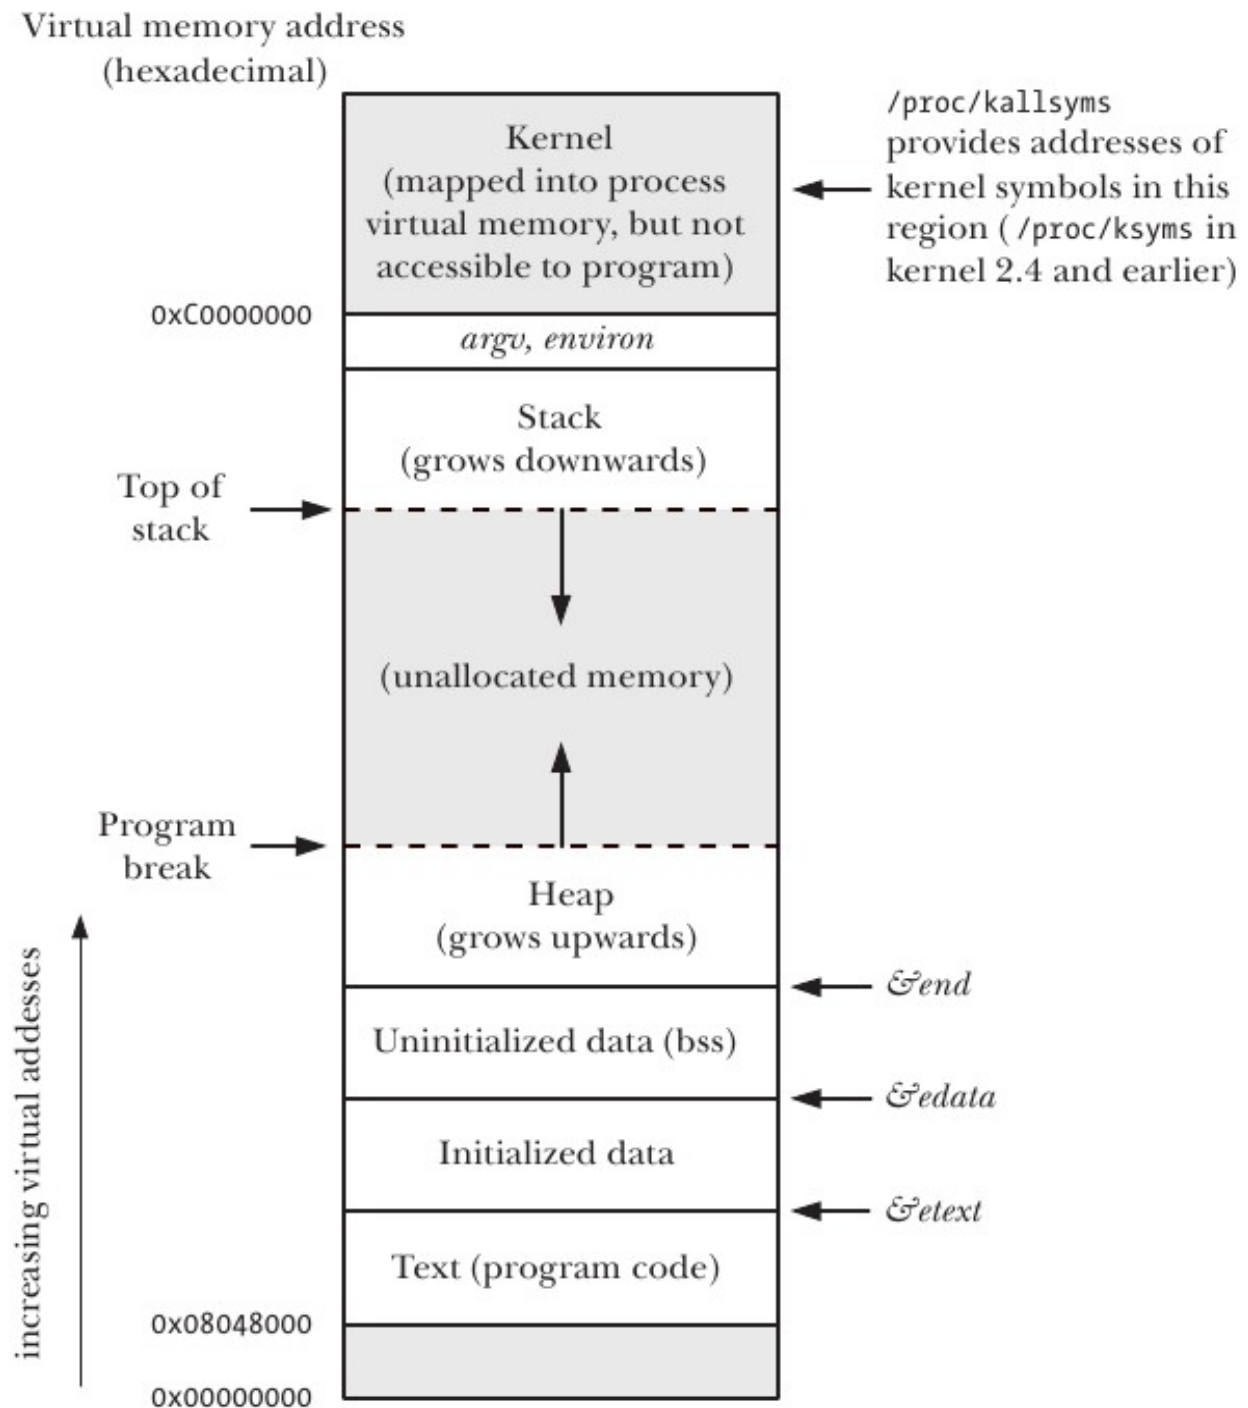 Virtual memory address
(hexadecimal)
/proc/kallsyms
provides addresses of
kernel symbols in this
region ( /proc/ksyms in
kernel 2.4 and earlier)
Kernel
(mapped into process
virtual memory, but not
accessible to program)
0xC0000000
argv, environ
Stack
(grows downwards)
Top of
stack
(unallocated memory)
Program
break
Heap
(grows upwards)
&end
Uninitialized data (bss)
&edata
Initialized data
&etext
Text (program code)
0x08048000
0x00000000
increasing virtual addesses